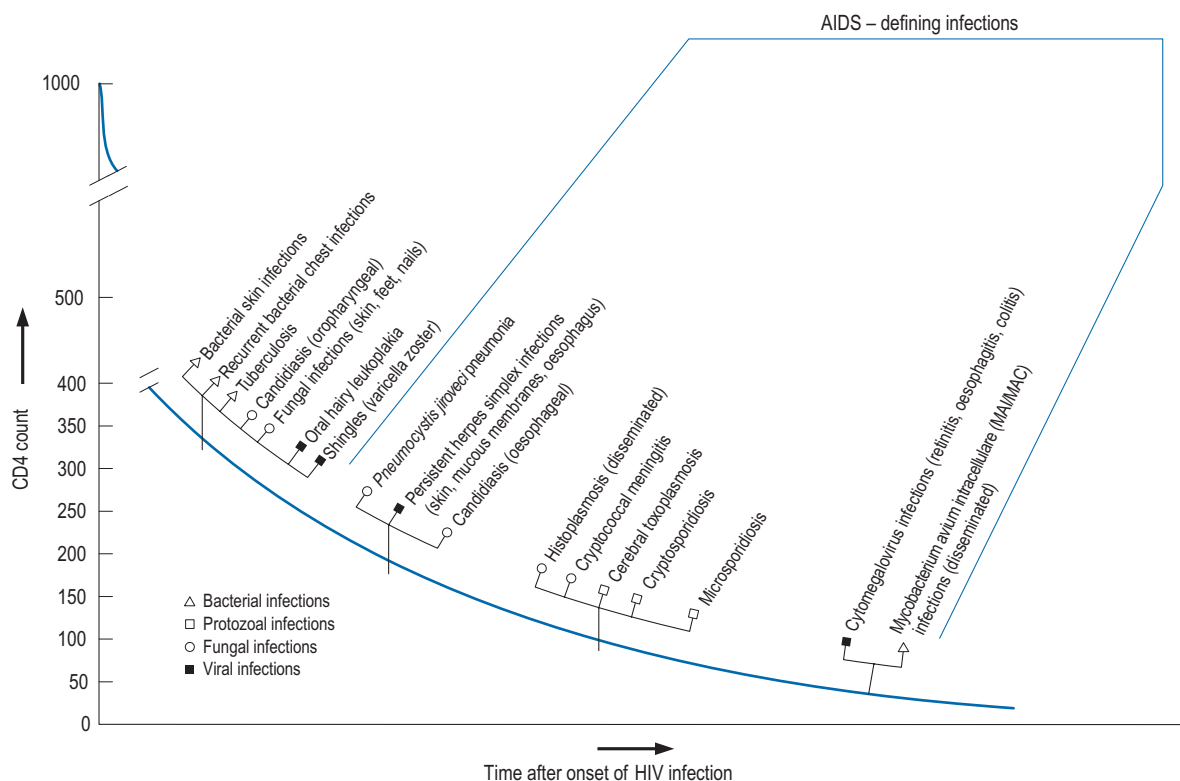 AIDS – defining infections
1000
500
400
350
300
250
200
150
100
50
0
CD4 count
Bacterial skin infections
Recurrent bacterial chest infections
Tuberculosis
Candidiasis (oropharyngeal)
Fungal infections (skin, feet, nails)
Oral hairy leukoplakia
Shingles (varicella zoster)
Pneumocystis jiroveci pneumonia
Persistent herpes simplex infections
(skin, mucous membranes, oesophagus)
Candidiasis (oesophageal)
Histoplasmosis (disseminated)
Cryptococcal meningitis
Cerebral toxoplasmosis
Cryptosporidiosis
Microsporidiosis
Cytomegalovirus infections (retinitis, oesophagitis, colitis)
Mycobacterium avium intracellulare (MAI/MAC)
infections (disseminated)
Bacterial infections
Protozoal infections
Fungal infections
Viral infections
Time after onset of HIV infection